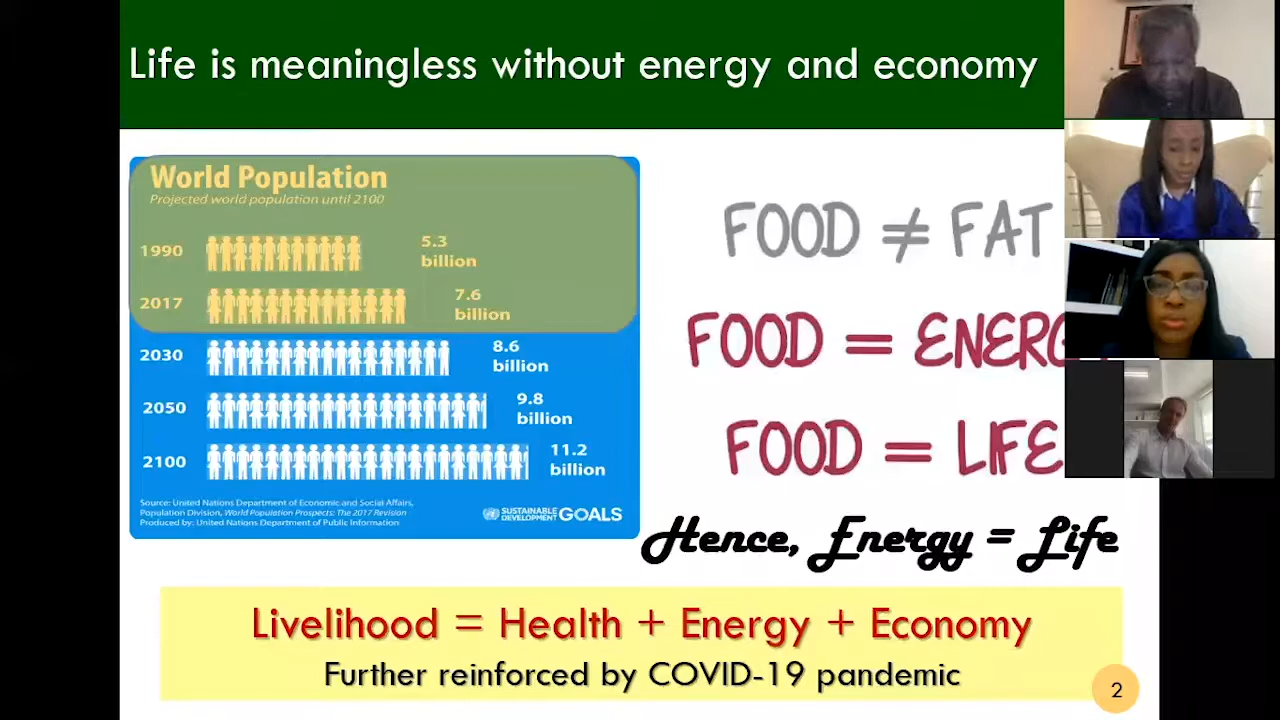 Life is meaningless without energy and economy
World Population
Projected world population until 2100
1990
5.3
billion
2017
7.6
billion
2030
8.6
billion
2050
9.8
billion
2100
11.2
billion
Source: United Nations Department of Economic and Social Affairs,
Population Division, World Population Prospects: The 2017 Revision
Produced by: United Nations Department of Public Information
SUSTAINABLE
DEVELOPMENT GOALS
FOOD ≠ FAT
FOOD = ENERG
FOOD = LIFE
Hence, Energy = Life
Livelihood = Health + Energy + Economy
Further reinforced by COVID-19 pandemic
2